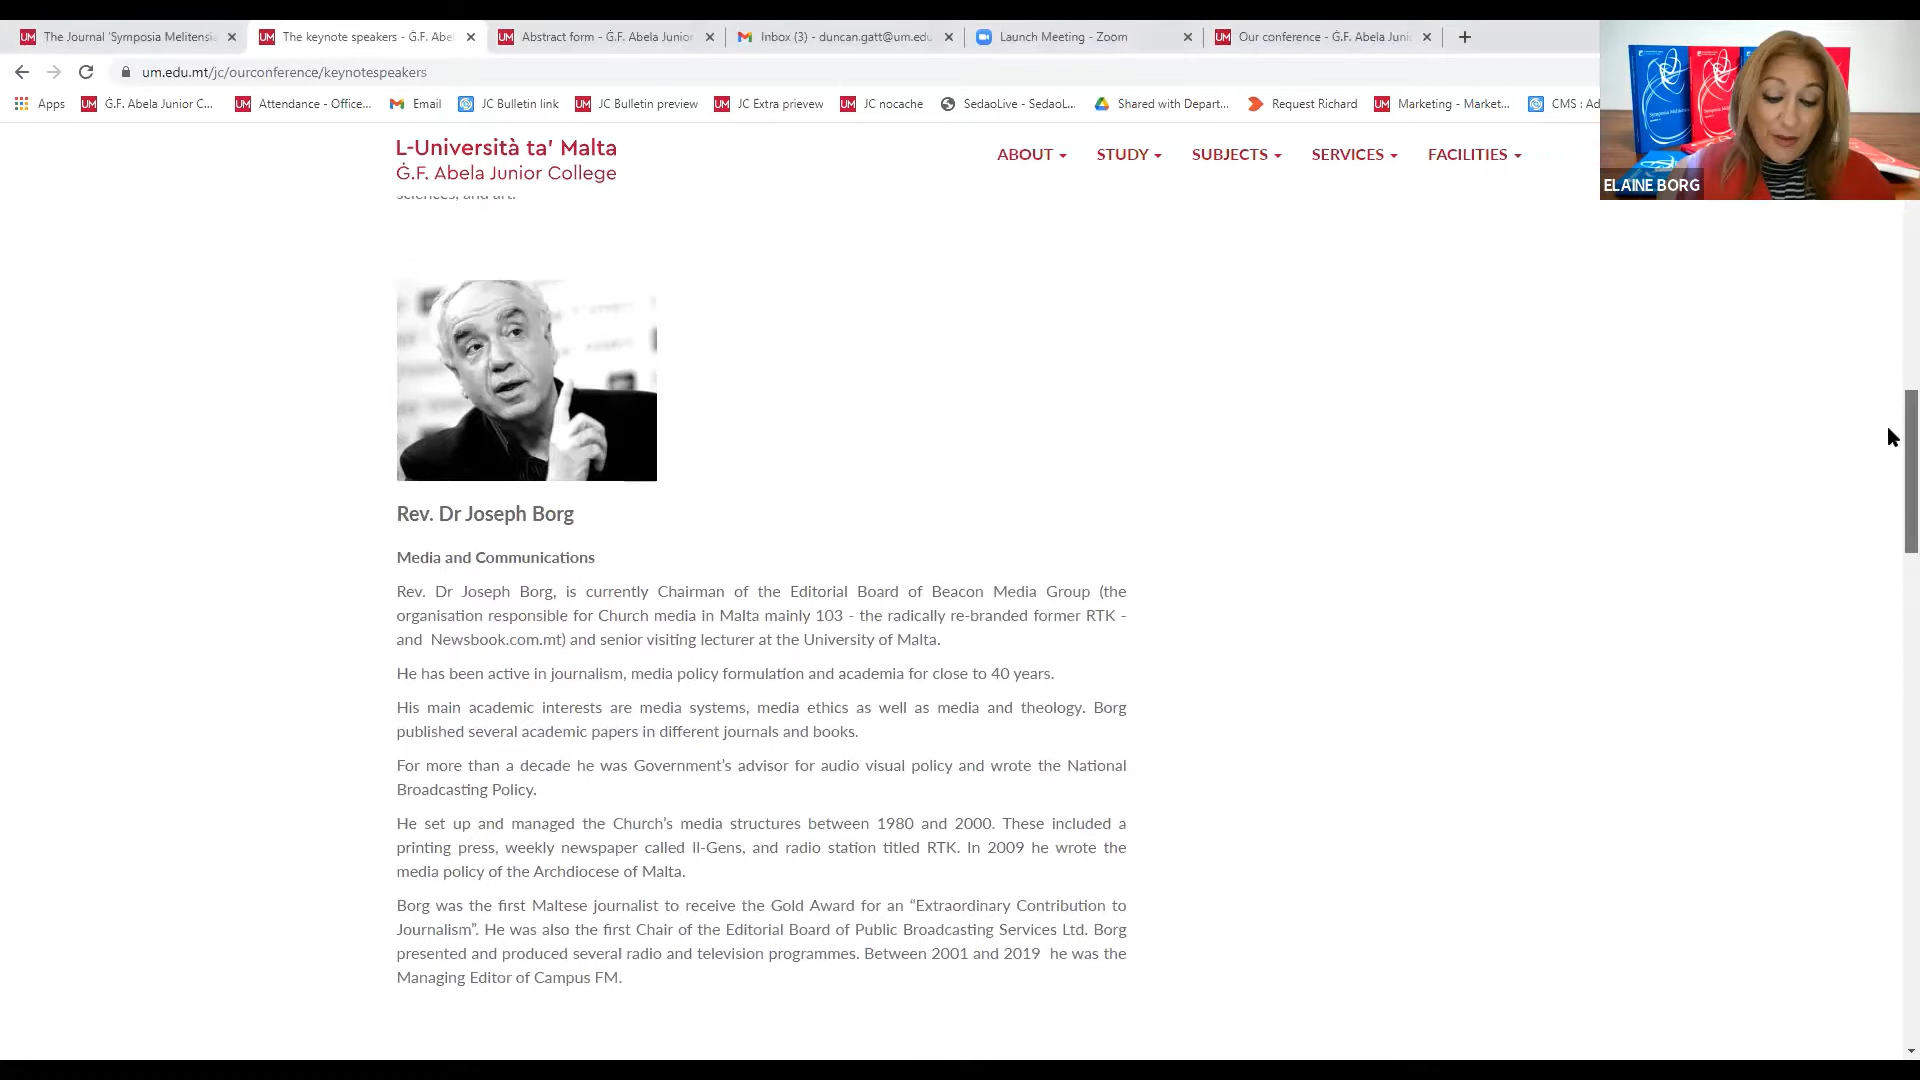 The Journal 'Symposia Melitensia
The keynote speakers - Ġ.F. Abel
Abstract form - Ġ.F. Abela Junior
Inbox (3) - duncan.gatt@um.edu
Launch Meeting - Zoom
Our conference - Ġ.F. Abela Juni
um.edu.mt/jc/ourconference/keynotespeakers
Apps
Ġ.F. Abela Junior C...
Attendance - Office...
Email
JC Bulletin link
JC Bulletin preview
JC Extra prieview
JC nocache
SedaoLive - SedaoL...
Shared with Depart...
Request Richard
Marketing - Market...
CMS : Ad
L-Università ta' Malta
Ġ.F. Abela Junior College
ABOUT
STUDY
SUBJECTS
SERVICES
FACILITIES
ELAINE BORG
sciences, and art.
Rev. Dr Joseph Borg
Media and Communications
Rev. Dr Joseph Borg, is currently Chairman of the Editorial Board of Beacon Media Group (the
organisation responsible for Church media in Malta mainly 103 - the radically re-branded former RTK -
and Newsbook.com.mt) and senior visiting lecturer at the University of Malta.
He has been active in journalism, media policy formulation and academia for close to 40 years.
His main academic interests are media systems, media ethics as well as media and theology. Borg
published several academic papers in different journals and books.
For more than a decade he was Government’s advisor for audio visual policy and wrote the National
Broadcasting Policy.
He set up and managed the Church’s media structures between 1980 and 2000. These included a
printing press, weekly newspaper called Il-Gens, and radio station titled RTK. In 2009 he wrote the
media policy of the Archdiocese of Malta.
Borg was the first Maltese journalist to receive the Gold Award for an “Extraordinary Contribution to
Journalism”. He was also the first Chair of the Editorial Board of Public Broadcasting Services Ltd. Borg
presented and produced several radio and television programmes. Between 2001 and 2019 he was the
Managing Editor of Campus FM.